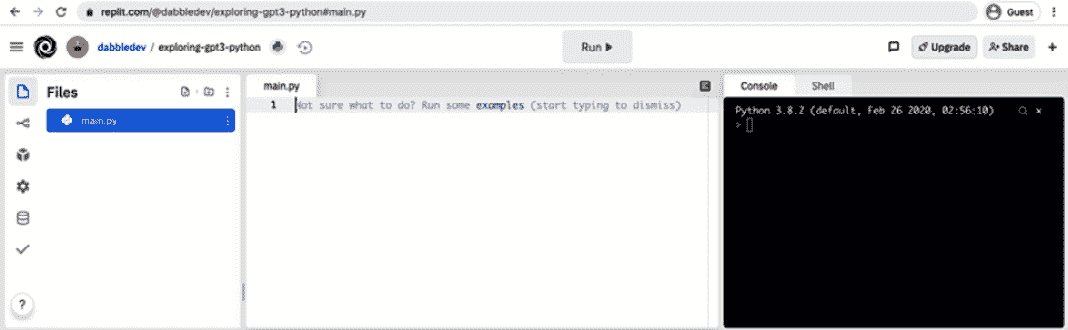 replit.com/@dabbledev/exploring-gpt3-python#main.py
Guest
dabbledev / exploring-gpt3-python
Run
Upgrade
Share
Files
main.py
main.py
1 Not sure what to do? Run some examples (start typing to dismiss)
Console
Shell
Python 3.8.2 (default, Feb 26 2020, 02:56:10)
>
?